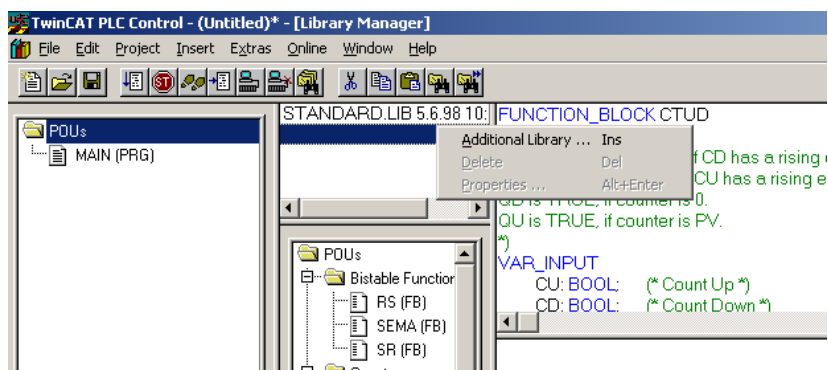 TwinCAT PLC Control - (Untitled)* - [Library Manager]
File Edit Project Insert Extras Online Window Help
POUs
MAIN (PRG)
STANDARD.LIB 5.6.98 10:
Additional Library ... Ins
Delete Del
Properties ... Alt+Enter
POUs
Bistable Function
RS (FB)
SEMA (FB)
SR (FB)
FUNCTION_BLOCK CTUD
f CD has a rising
CU has a rising e
QD is TRUE, if counter is 0.
QU is TRUE, if counter is PV.
*)
VAR_INPUT
CU: BOOL; (* Count Up *)
CD: BOOL; (* Count Down *)